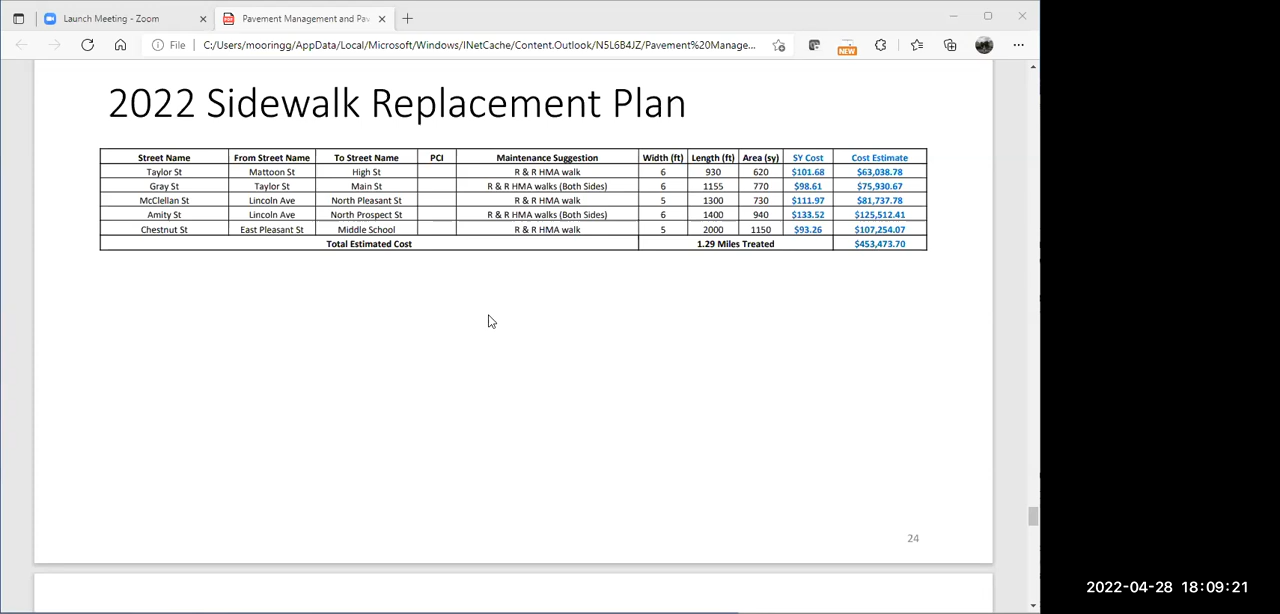 Launch Meeting - Zoom
Pavement Management and Pav
File C:/Users/mooringg/AppData/Local/Microsoft/Windows/INetCache/Content.Outlook/N5L6B4JZ/Pavement%20Manage...
NEW
2022 Sidewalk Replacement Plan
Street Name From Street Name To Street Name PCI Maintenance Suggestion Width (ft) Length (ft) Area (sy) SY Cost Cost Estimate
Taylor St Mattoon St High St R & R HMA walk 6 930 620 $101.68 $63,038.78
Gray St Taylor St Main St R & R HMA walks (Both Sides) 6 1155 770 $98.61 $75,930.67
McClellan St Lincoln Ave North Pleasant St R & R HMA walk 5 1300 730 $111.97 $81,737.78
Amity St Lincoln Ave North Prospect St R & R HMA walks (Both Sides) 6 1400 940 $133.52 $125,512.41
Chestnut St East Pleasant St Middle School R & R HMA walk 5 2000 1150 $93.26 $107,254.07
Total Estimated Cost 1.29 Miles Treated $453,473.70
24
2022-04-28 18:09:21